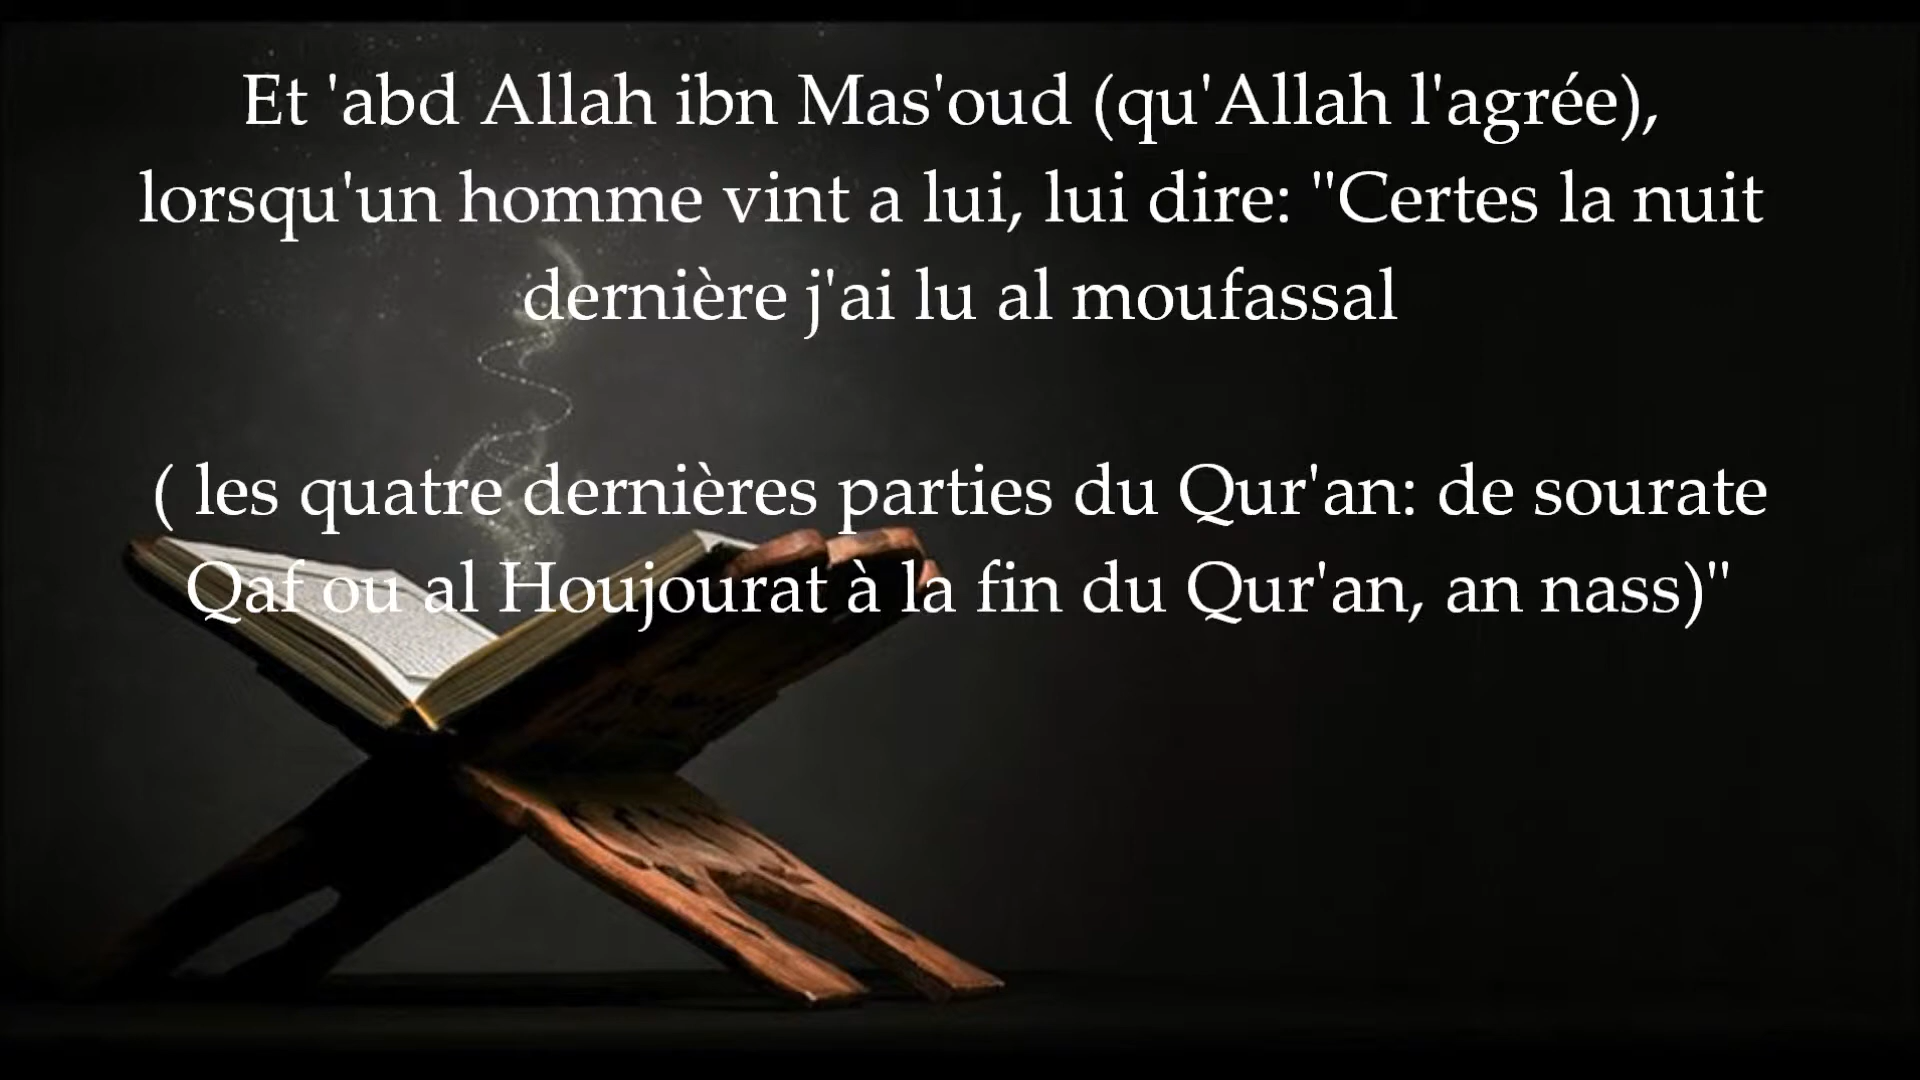 Et 'abd Allah ibn Mas'oud (qu'Allah l'agrée),
lorsqu'un homme vint a lui, lui dire: "Certes la nuit
dernière j'ai lu al moufassal
( les quatre dernières parties du Qur'an: de sourate
Qaf ou al Houjourat à la fin du Qur'an, an nass)"